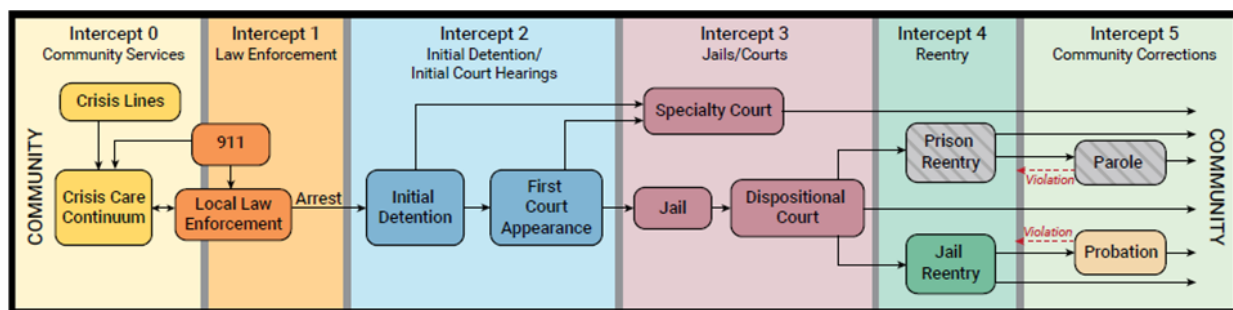 Intercept 0
Community Services
Intercept 1
Law Enforcement
Intercept 2
Initial Detention/
Initial Court Hearings
Intercept 3
Jails/Courts
Intercept 4
Reentry
Intercept 5
Community Corrections
COMMUNITY
Crisis Lines
911
Crisis Care
Continuum
Local Law
Enforcement
Arrest
Initial
Detention
First
Court
Appearance
Specialty Court
Jail
Dispositional
Court
Prison
Reentry
Violation
Parole
Jail
Reentry
Violation
Probation
COMMUNITY